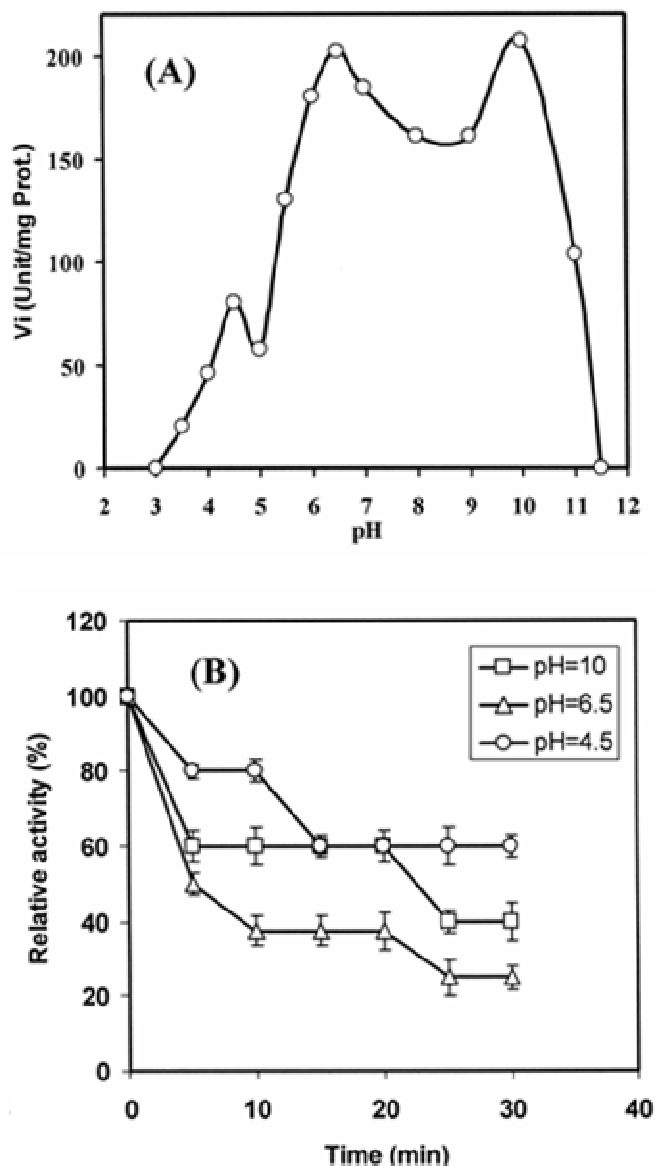 (A)
Vi (Unit/mg Prot.)
200
150
100
50
0
2 3 4 5 6 7 8 9 10 11 12
pH
(B)
Relative activity (%)
120
100
80
60
40
20
0
pH=10
pH=6.5
pH=4.5
0 10 20 30 40
Time (min)